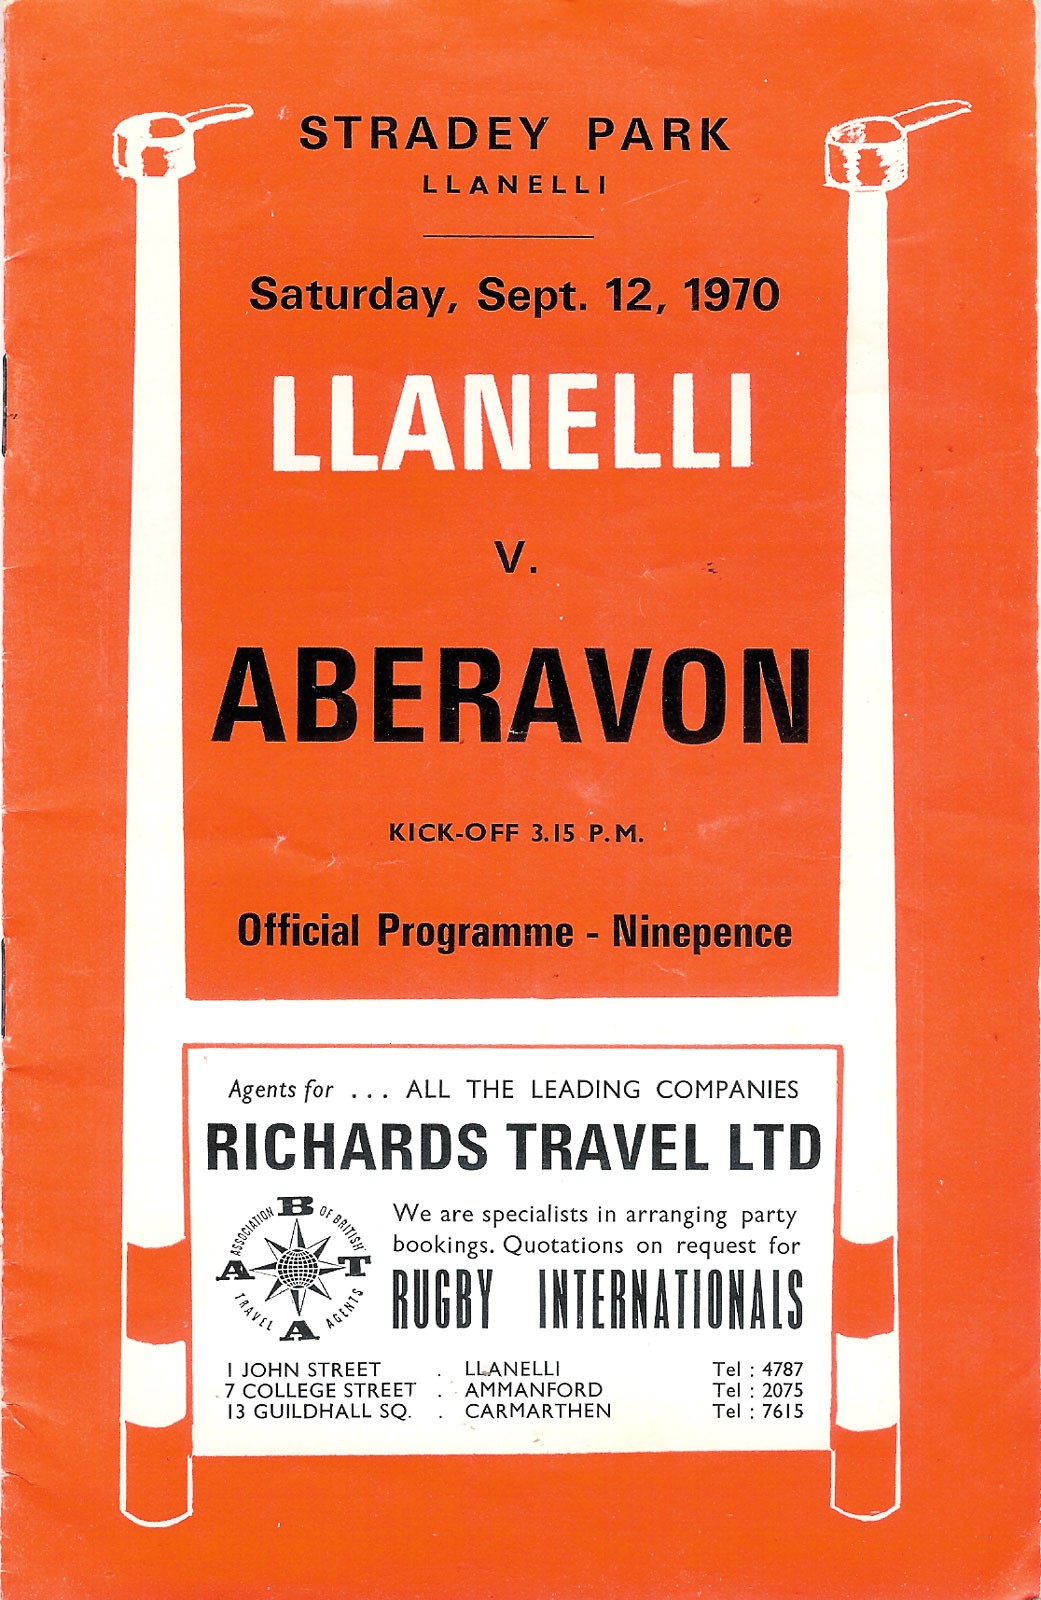 STRADEY PARK
LLANELLI
Saturday, Sept. 12, 1970
LLANELLI
V.
ABERAVON
KICK-OFF 3.15 P.M.
Official Programme - Ninepence
Agents for ... ALL THE LEADING COMPANIES
RICHARDS TRAVEL LTD
ABTA
ASSOCIATION OF BRITISH TRAVEL AGENTS
We are specialists in arranging party
bookings. Quotations on request for
RUGBY INTERNATIONALS
1 JOHN STREET . LLANELLI Tel : 4787
7 COLLEGE STREET . AMMANFORD Tel : 2075
13 GUILDHALL SQ. . CARMARTHEN Tel : 7615